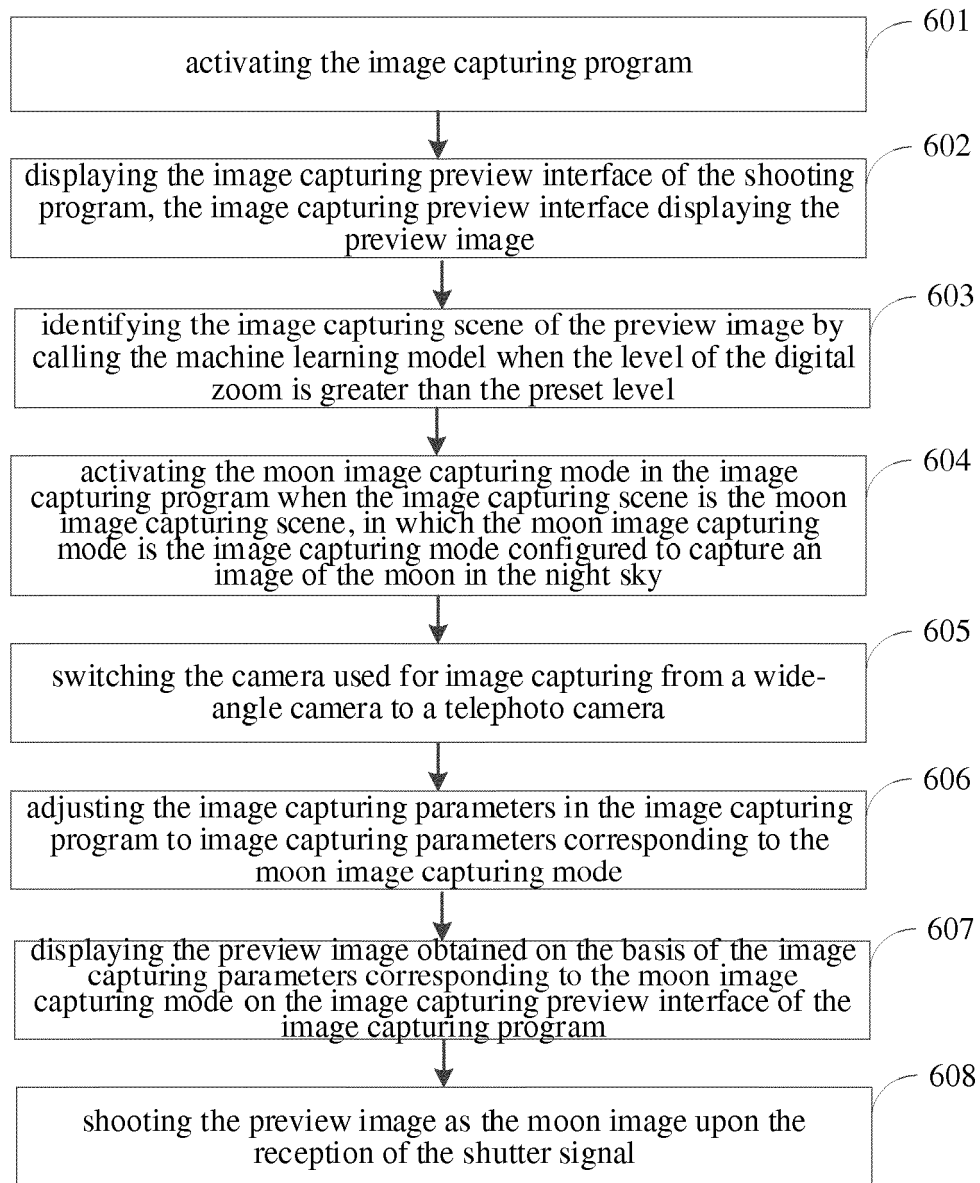 601
activating the image capturing program
602
displaying the image capturing preview interface of the shooting
program, the image capturing preview interface displaying the
preview image
603
identifying the image capturing scene of the preview image by
calling the machine learning model when the level of the digital
zoom is greater than the preset level
604
activating the moon image capturing mode in the image
capturing program when the image capturing scene is the moon
image capturing scene, in which the moon image capturing
mode is the image capturing mode configured to capture an
image of the moon in the night sky
605
switching the camera used for image capturing from a wide-
angle camera to a telephoto camera
606
adjusting the image capturing parameters in the image capturing
program to image capturing parameters corresponding to the
moon image capturing mode
607
displaying the preview image obtained on the basis of the image
capturing parameters corresponding to the moon image
capturing mode on the image capturing preview interface of the
image capturing program
608
shooting the preview image as the moon image upon the
reception of the shutter signal